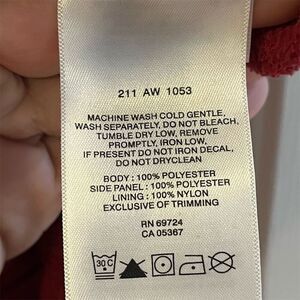 211 AW 1053
MACHINE WASH COLD GENTLE,
WASH SEPARATELY, DO NOT BLEACH,
TUMBLE DRY LOW, REMOVE
PROMPTLY, IRON LOW,
IF PRESENT DO NOT IRON DECAL,
DO NOT DRYCLEAN
BODY : 100% POLYESTER
SIDE PANEL : 100% POLYESTER
LINING : 100% NYLON
EXCLUSIVE OF TRIMMING
RN 69724
CA 05367
30C